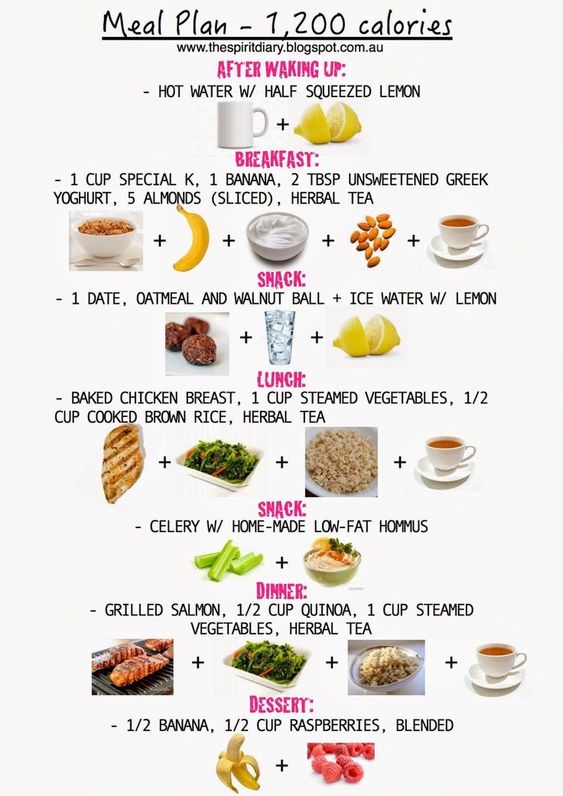 Meal Plan - 1,200 calories
www.thespiritdiary.blogspot.com.au
AFTER WAKING UP:
- HOT WATER W/ HALF SQUEEZED LEMON
+
BREAKFAST:
- 1 CUP SPECIAL K, 1 BANANA, 2 TBSP UNSWEETENED GREEK
YOGHURT, 5 ALMONDS (SLICED), HERBAL TEA
+ + + +
SNACK:
- 1 DATE, OATMEAL AND WALNUT BALL + ICE WATER W/ LEMON
+ +
LUNCH:
- BAKED CHICKEN BREAST, 1 CUP STEAMED VEGETABLES, 1/2
CUP COOKED BROWN RICE, HERBAL TEA
+ + +
SNACK:
- CELERY W/ HOME-MADE LOW-FAT HOMMUS
+
DINNER:
- GRILLED SALMON, 1/2 CUP QUINOA, 1 CUP STEAMED
VEGETABLES, HERBAL TEA
+ + +
DESSERT:
- 1/2 BANANA, 1/2 CUP RASPBERRIES, BLENDED
+